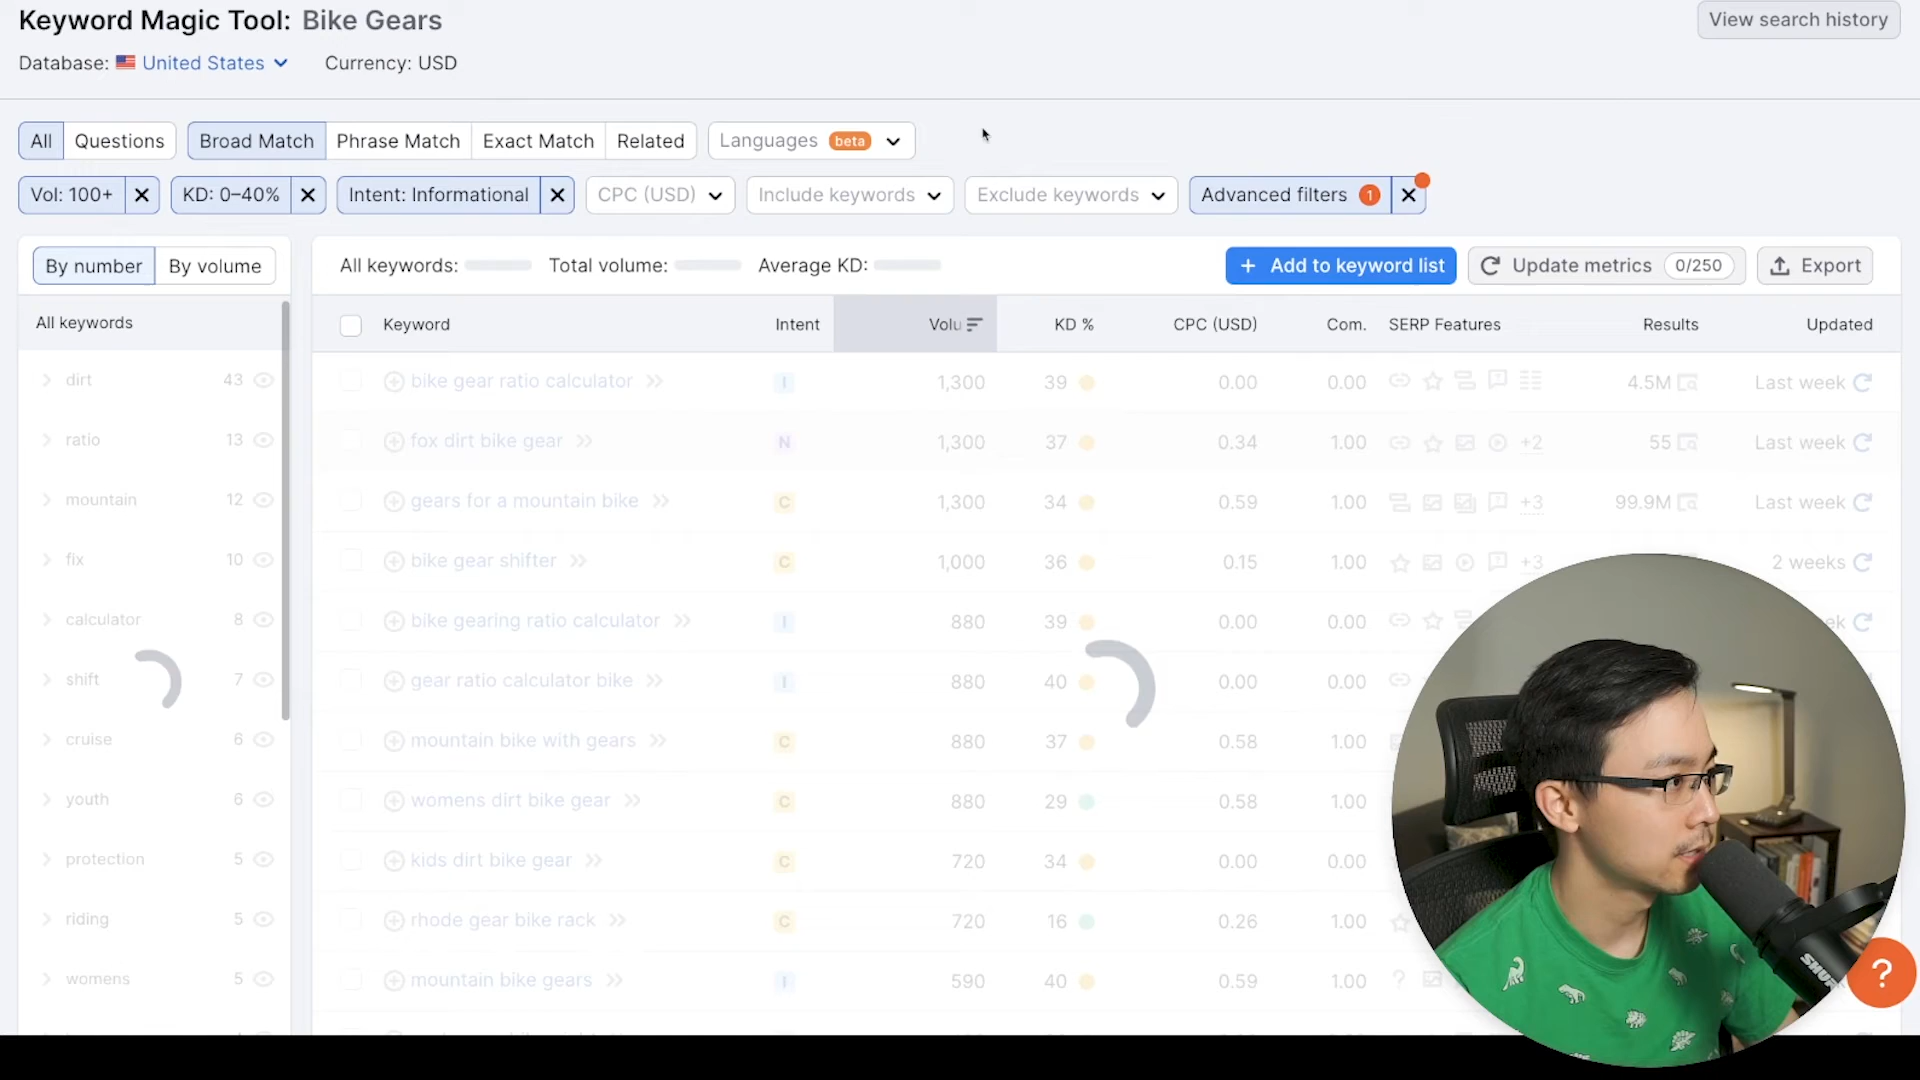 Keyword Magic Tool: Bike Gears
View search history
Database: United States
Currency: USD
All
Questions
Broad Match
Phrase Match
Exact Match
Related
Languages beta
Vol: 100+
KD: 0–40%
Intent: Informational
CPC (USD)
Include keywords
Exclude keywords
Advanced filters 1
By number
By volume
All keywords:
Total volume:
Average KD:
+ Add to keyword list
Update metrics 0/250
Export
All keywords
Keyword Intent Volu KD % CPC (USD) Com. SERP Features Results Updated
dirt 43
ratio 13
mountain 12
fix 10
calculator 8
shift 7
cruise 6
youth 6
protection 5
riding 5
womens 5
bike gear ratio calculator I 1,300 39 0.00 0.00 4.5M Last week
fox dirt bike gear N 1,300 37 0.34 1.00 +2 55 Last week
gears for a mountain bike C 1,300 34 0.59 1.00 +3 99.9M Last week
bike gear shifter C 1,000 36 0.15 1.00 +3 2 weeks
bike gearing ratio calculator I 880 39 0.00 0.00 ek
gear ratio calculator bike I 880 40 0.00 0.00
mountain bike with gears C 880 37 0.58 1.00
womens dirt bike gear C 880 29 0.58 1.00
kids dirt bike gear C 720 34 0.00 0.00
rhode gear bike rack C 720 16 0.26 1.00
mountain bike gears I 590 40 0.59 1.00
?
SHUR